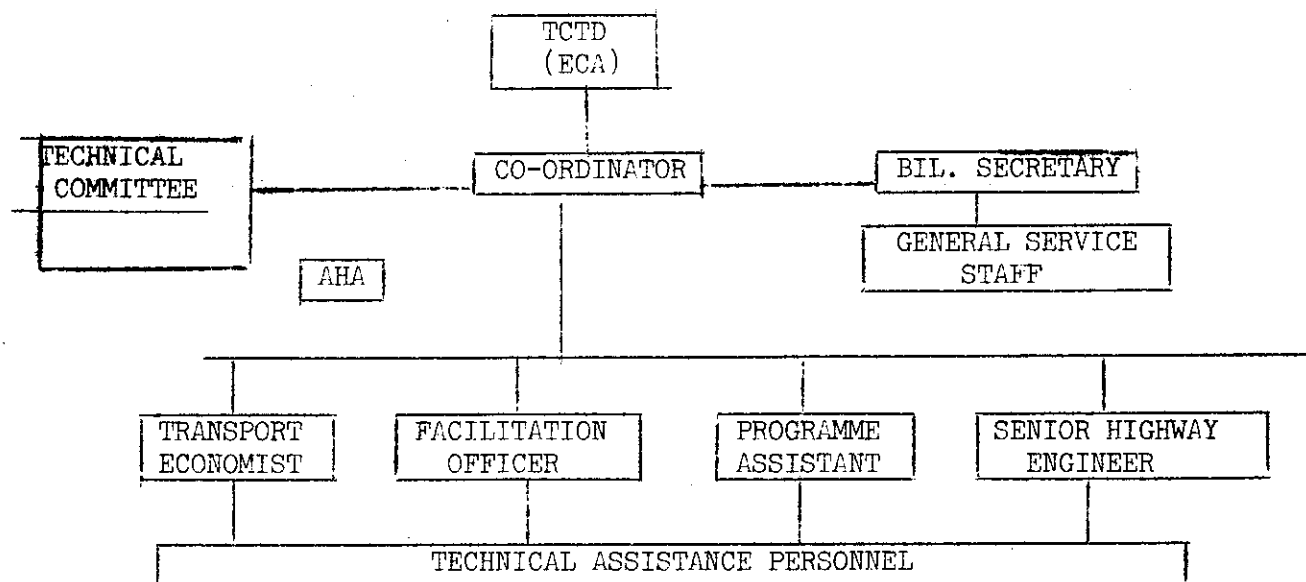 TCTD
(ECA)
TECHNICAL
COMMITTEE
CO-ORDINATOR
BIL. SECRETARY
GENERAL SERVICE
STAFF
AHA
TRANSPORT
ECONOMIST
FACILITATION
OFFICER
PROGRAMME
ASSISTANT
SENIOR HIGHWAY
ENGINEER
TECHNICAL ASSISTANCE PERSONNEL